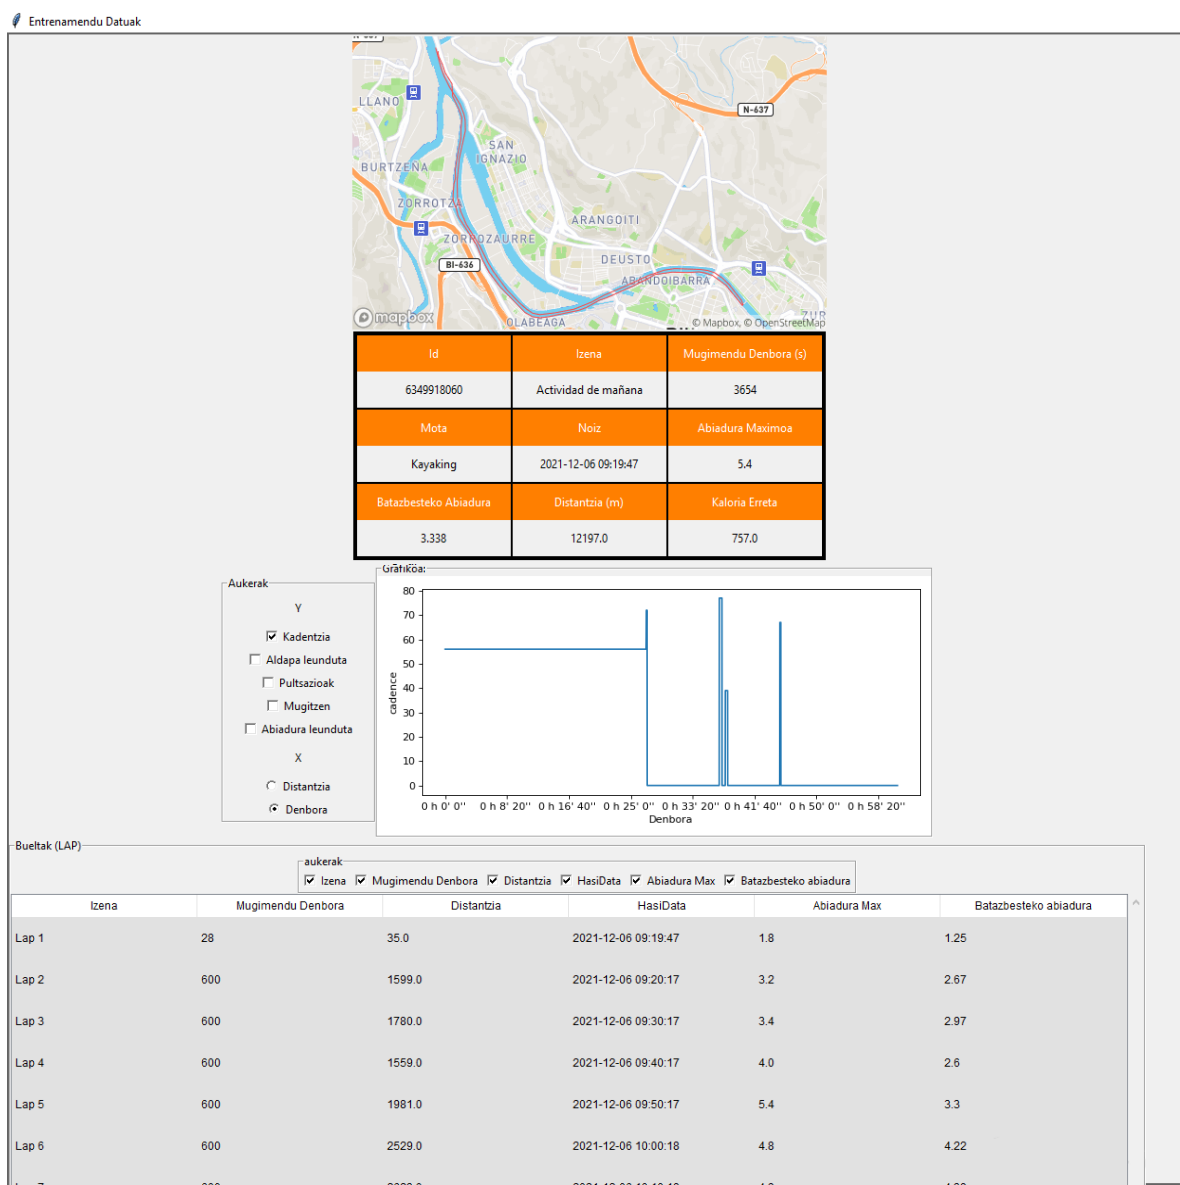 Entrenamendu Datuak
N-637
LLANO
SAN
IGNAZIO
BURTZEÑA
ZORROTZA
ARANGOITI
ZORROZAURRE
DEUSTO
BI-636
ABANDOIBARRA
mapbox
OLABEAGA
© Mapbox, © OpenStreetMap
Id Izena Mugimendu Denbora (s)
6349918060 Actividad de mañana 3654
Mota Noiz Abiadura Maximoa
Kayaking 2021-12-06 09:19:47 5.4
Batazbesteko Abiadura Distantzia (m) Kaloria Erreta
3.338 12197.0 757.0
Aukerak
Y
Kadentzia
Aldapa leunduta
Pultsazioak
Mugitzen
Abiadura leunduta
X
Distantzia
Denbora
Grafikoa:
80
70
60
50
40
30
20
10
0
cadence
0 h 0' 0'' 0 h 8' 20'' 0 h 16' 40'' 0 h 25' 0'' 0 h 33' 20'' 0 h 41' 40'' 0 h 50' 0'' 0 h 58' 20''
Denbora
Bueltak (LAP)
aukerak
Izena Mugimendu Denbora Distantzia HasiData Abiadura Max Batazbesteko abiadura
Izena Mugimendu Denbora Distantzia HasiData Abiadura Max Batazbesteko abiadura
Lap 1 28 35.0 2021-12-06 09:19:47 1.8 1.25
Lap 2 600 1599.0 2021-12-06 09:20:17 3.2 2.67
Lap 3 600 1780.0 2021-12-06 09:30:17 3.4 2.97
Lap 4 600 1559.0 2021-12-06 09:40:17 4.0 2.6
Lap 5 600 1981.0 2021-12-06 09:50:17 5.4 3.3
Lap 6 600 2529.0 2021-12-06 10:00:18 4.8 4.22